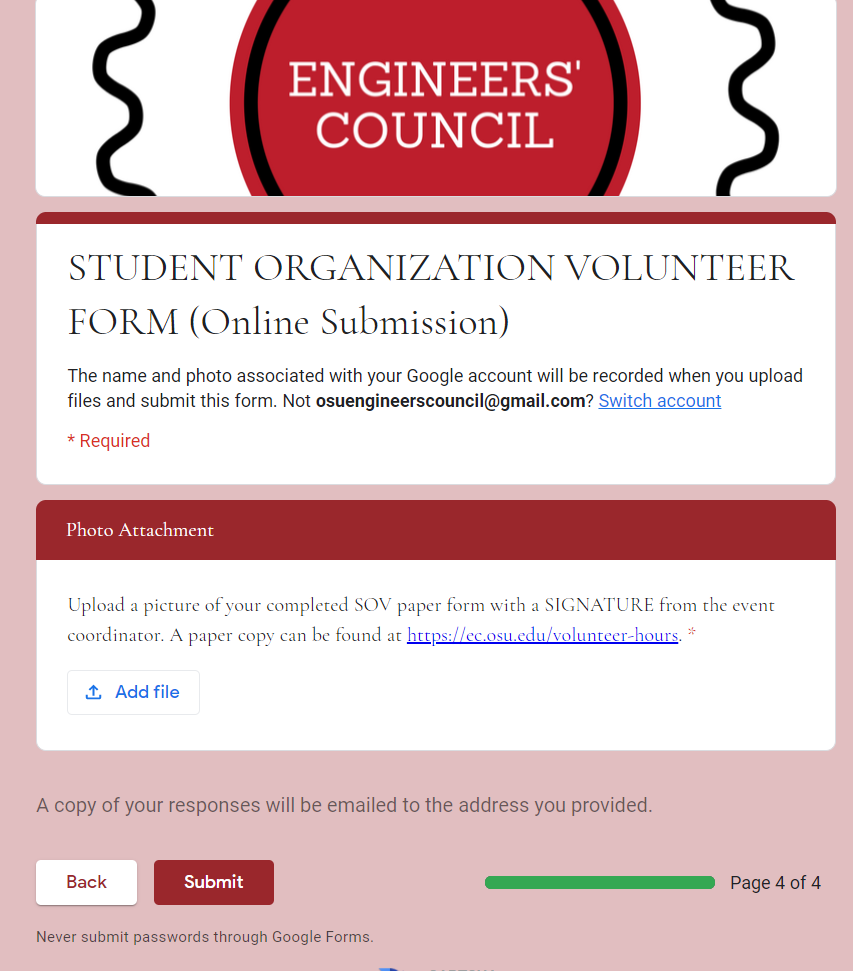 ENGINEERS'
COUNCIL
STUDENT ORGANIZATION VOLUNTEER
FORM (Online Submission)
The name and photo associated with your Google account will be recorded when you upload
files and submit this form. Not osuengineerscouncil@gmail.com? Switch account
* Required
Photo Attachment
Upload a picture of your completed SOV paper form with a SIGNATURE from the event
coordinator. A paper copy can be found at https://ec.osu.edu/volunteer-hours. *
Add file
A copy of your responses will be emailed to the address you provided.
Back
Submit
Page 4 of 4
Never submit passwords through Google Forms.